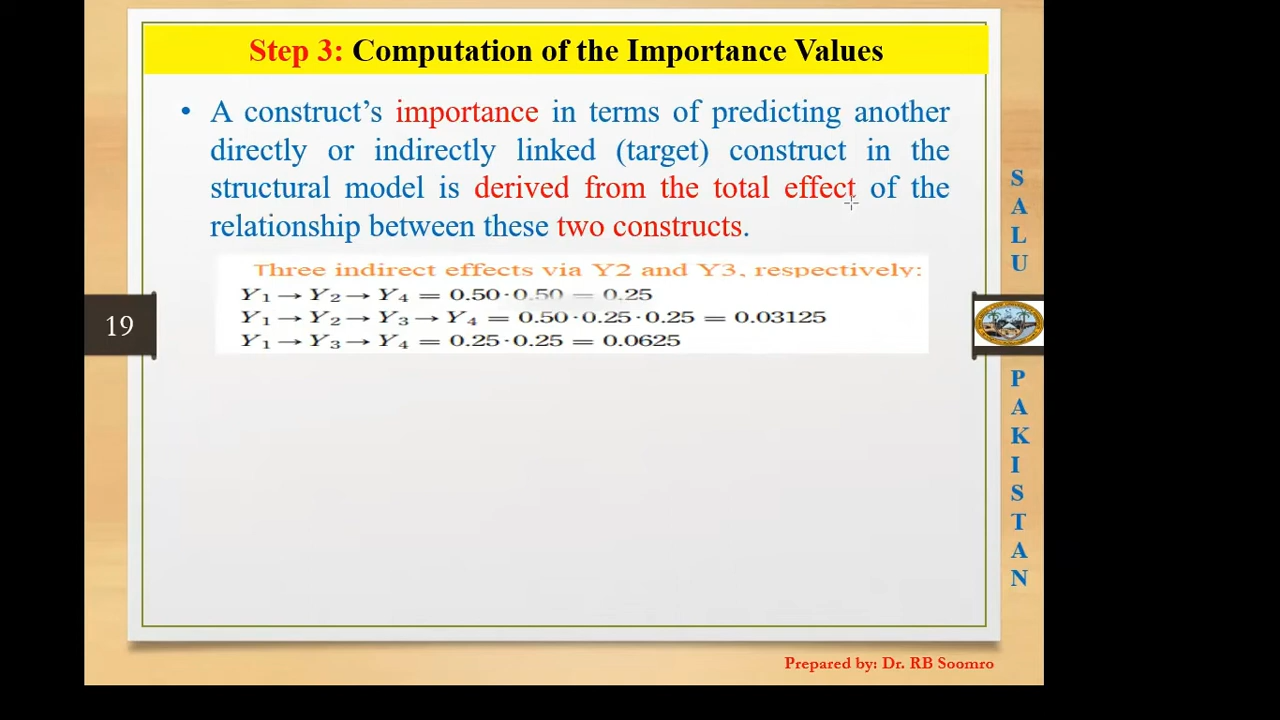 Step 3: Computation of the Importance Values
• A construct's importance in terms of predicting another
directly or indirectly linked (target) construct in the
structural model is derived from the total effect of the
relationship between these two constructs.
Three indirect effects via Y2 and Y3, respectively:
Y₁ → Y₂ → Y₄ = 0.50·0.50 = 0.25
Y₁ → Y₂ → Y₃ → Y₄ = 0.50·0.25·0.25 = 0.03125
Y₁ → Y₃ → Y₄ = 0.25·0.25 = 0.0625
19
S
A
L
U
P
A
K
I
S
T
A
N
Prepared by: Dr. RB Soomro